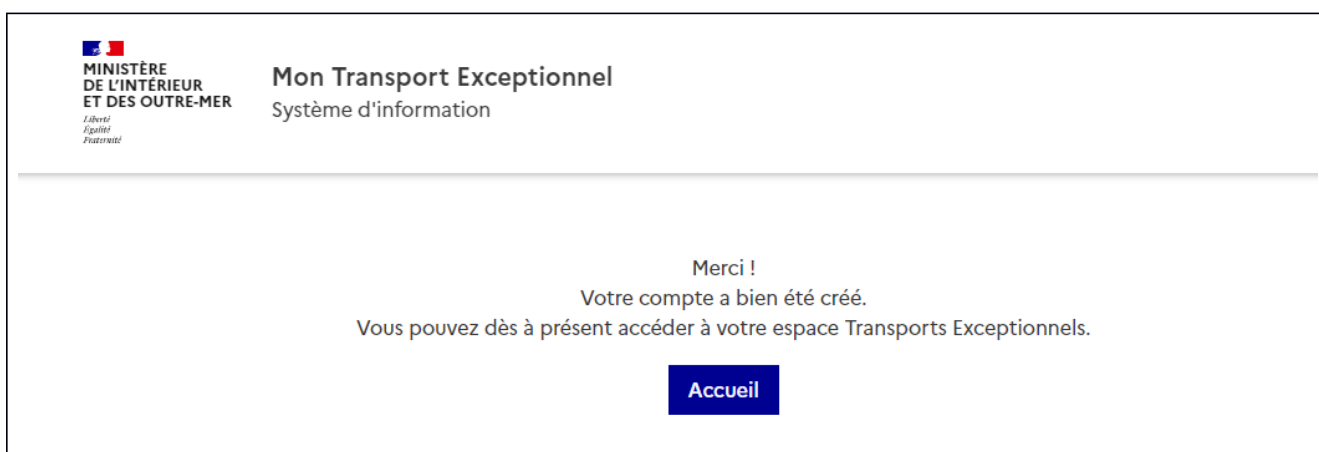 MINISTÈRE
DE L'INTÉRIEUR
ET DES OUTRE-MER
Liberté
Égalité
Fraternité
Mon Transport Exceptionnel
Système d'information
Merci !
Votre compte a bien été créé.
Vous pouvez dès à présent accéder à votre espace Transports Exceptionnels.
Accueil